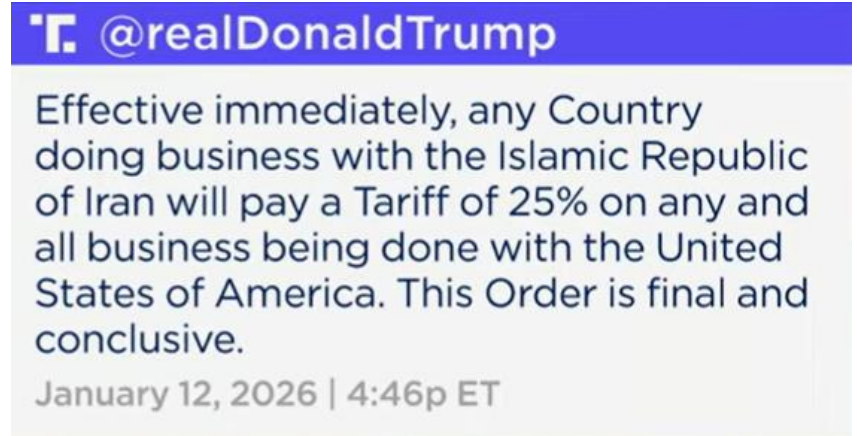 T. @realDonaldTrump
Effective immediately, any Country
doing business with the Islamic Republic
of Iran will pay a Tariff of 25% on any and
all business being done with the United
States of America. This Order is final and
conclusive.
January 12, 2026 | 4:46p ET